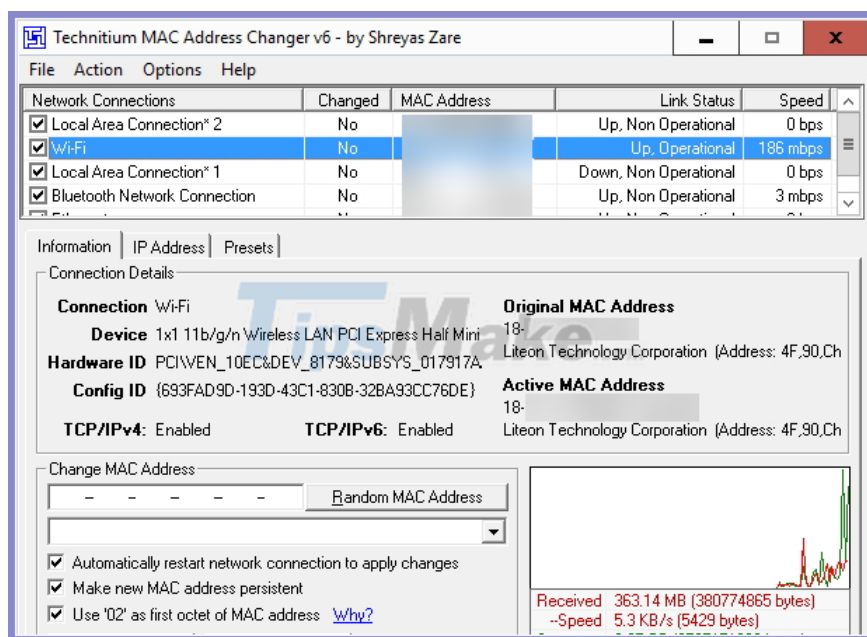 Technitium MAC Address Changer v6 - by Shreyas Zare
File Action Options Help
Network Connections Changed MAC Address Link Status Speed
Local Area Connection* 2 No Up, Non Operational 0 bps
Wi-Fi No Up, Operational 186 mbps
Local Area Connection* 1 No Down, Non Operational 0 bps
Bluetooth Network Connection No Up, Non Operational 3 mbps
Information IP Address Presets
Connection Details
Connection Wi-Fi
Device 1x1 11b/g/n Wireless LAN PCI Express Half Mini
Hardware ID PCI\VEN_10EC&DEV_8179&SUBSYS_017917A
Config ID {693FAD9D-193D-43C1-830B-32BA93CC76DE}
TCP/IPv4: Enabled TCP/IPv6: Enabled
Original MAC Address
18-
Liteon Technology Corporation (Address: 4F,90,Ch
Active MAC Address
18-
Liteon Technology Corporation (Address: 4F,90,Ch
TipsMake
Change MAC Address
- - - - -
Random MAC Address
Automatically restart network connection to apply changes
Make new MAC address persistent
Use '02' as first octet of MAC address Why?
Received 363.14 MB (380774865 bytes)
--Speed 5.3 KB/s (5429 bytes)